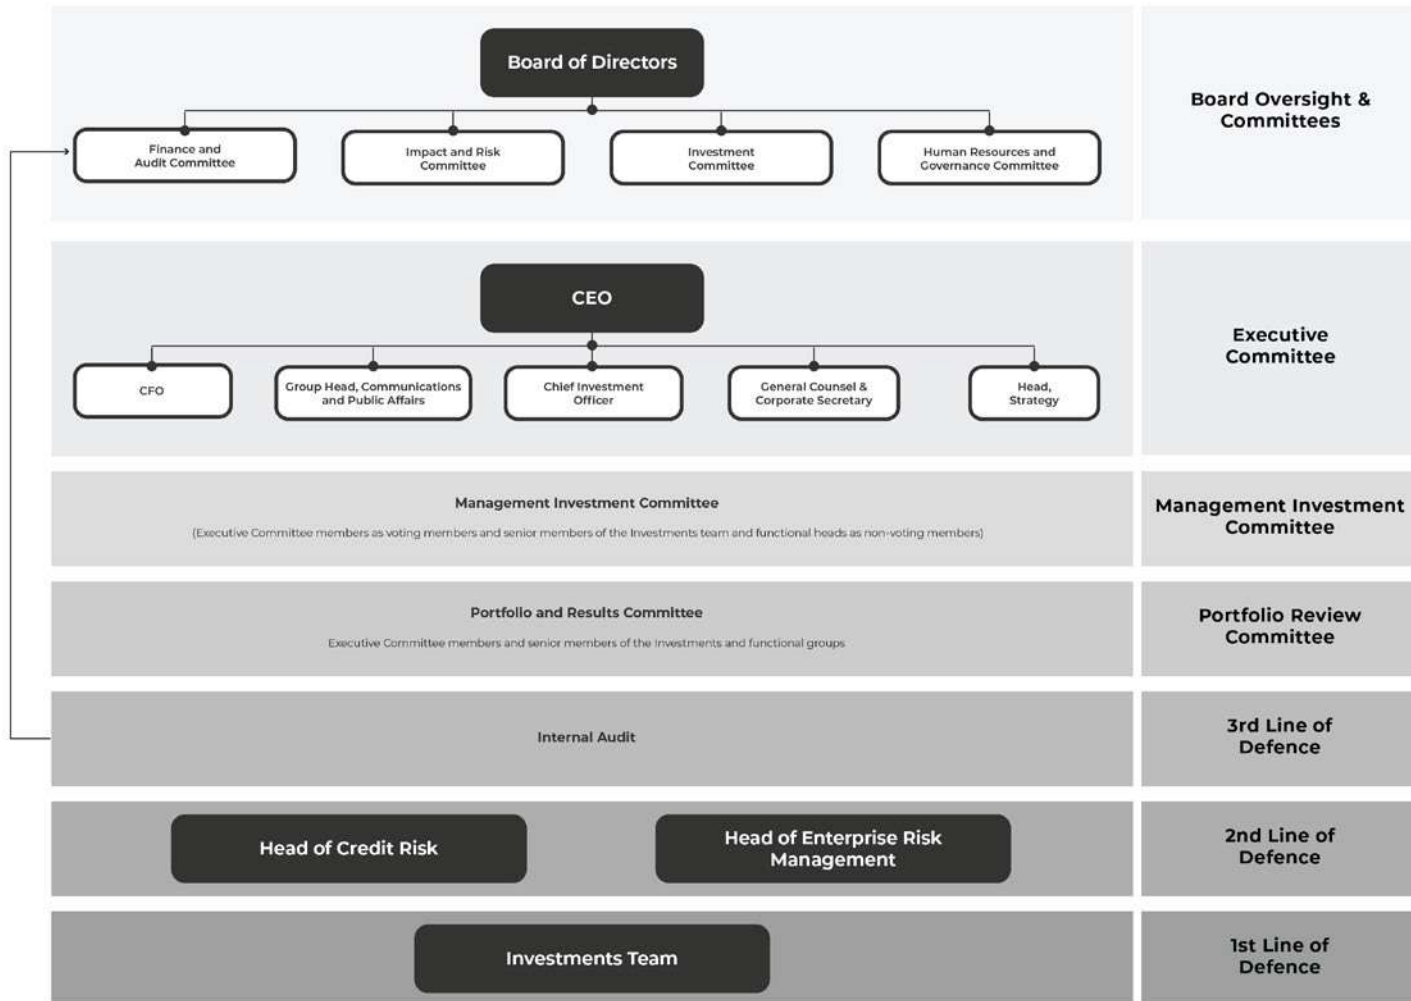 Board of Directors
Board Oversight &
Committees
Finance and
Audit Committee
Impact and Risk
Committee
Investment
Committee
Human Resources and
Governance Committee
CEO
Executive
Committee
CFO
Group Head, Communications
and Public Affairs
Chief Investment
Officer
General Counsel &
Corporate Secretary
Head,
Strategy
Management Investment Committee
(Executive Committee members as voting members and senior members of the Investments team and functional heads as non-voting members)
Management Investment
Committee
Portfolio and Results Committee
Executive Committee members and senior members of the Investments and functional groups
Portfolio Review
Committee
Internal Audit
3rd Line of
Defence
Head of Credit Risk
Head of Enterprise Risk
Management
2nd Line of
Defence
Investments Team
1st Line of
Defence